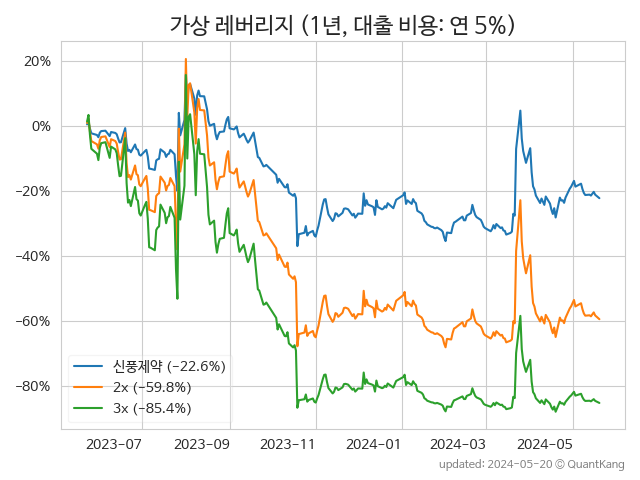 가상 레버리지 (1년, 대출 비용: 연 5%)
20%
0%
−20%
−40%
−60%
−80%
신풍제약 (−22.6%)
2x (−59.8%)
3x (−85.4%)
2023-07
2023-09
2023-11
2024-01
2024-03
2024-05
updated: 2024-05-20 © QuantKang